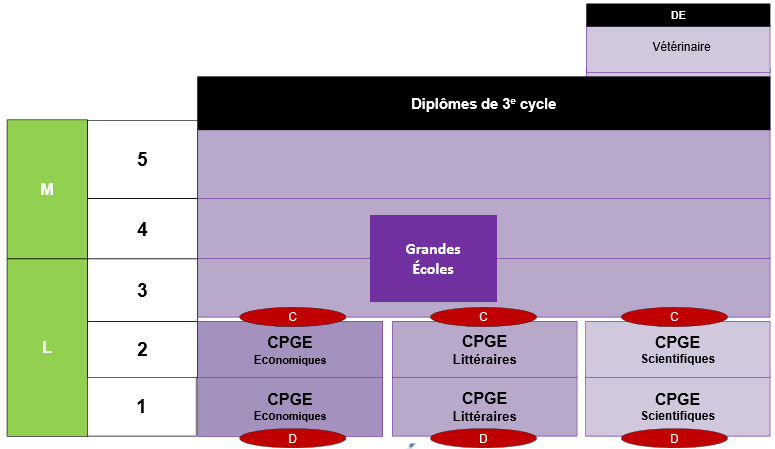 DE
Vétérinaire
Diplômes de 3e cycle
5
M
4
Grandes
Écoles
3
C C C
L
2
CPGE
Economiques
CPGE
Littéraires
CPGE
Scientifiques
1
CPGE
Economiques
CPGE
Littéraires
CPGE
Scientifiques
D D D